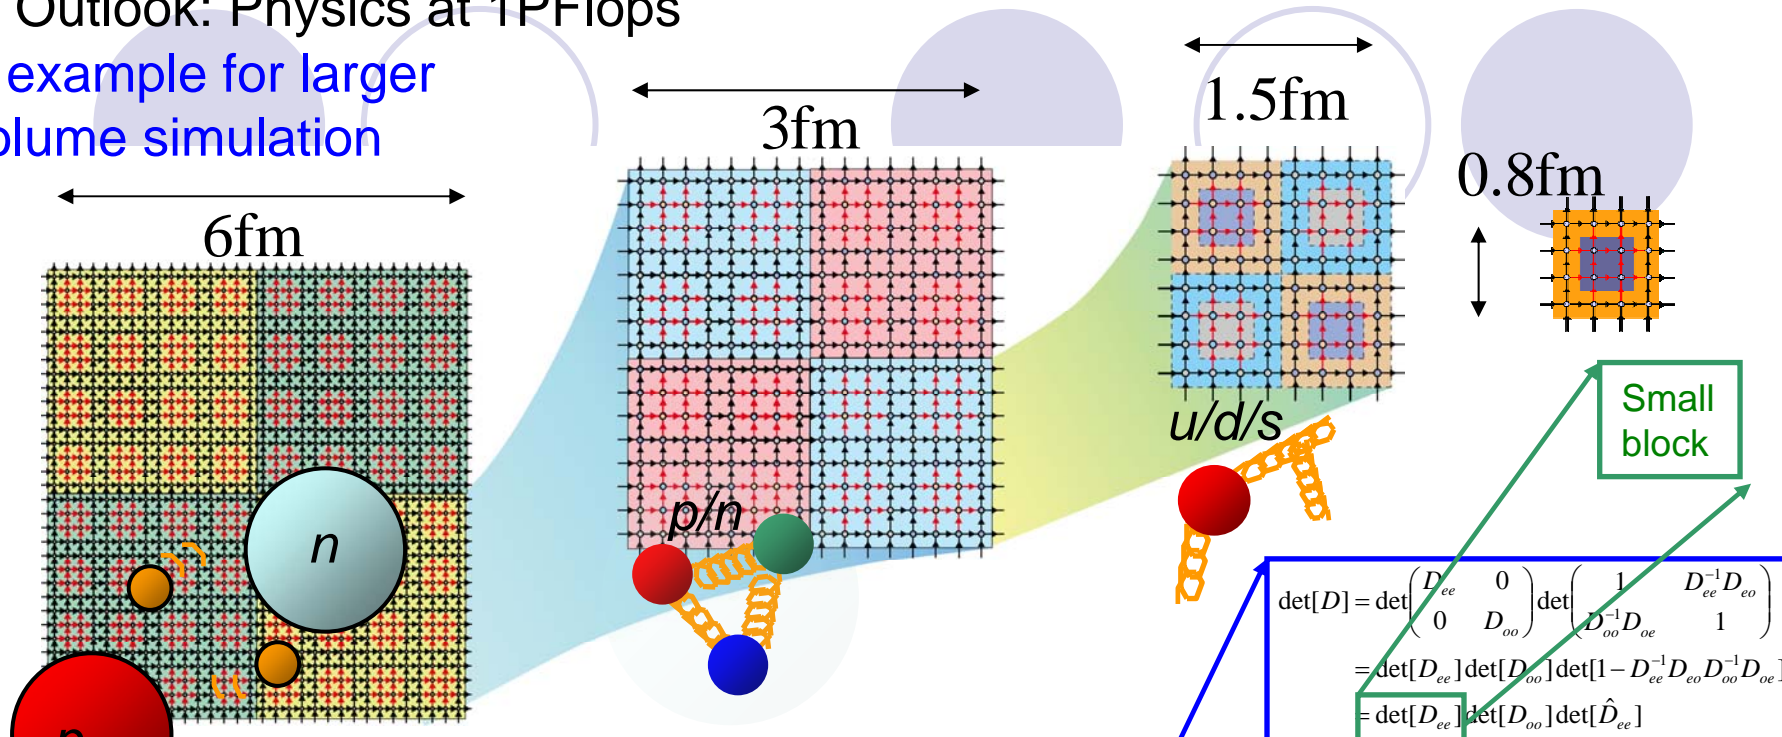 Outlook: Physics at 1PFlops
example for larger
olume simulation
6fm
3fm
1.5fm
0.8fm
n
p/n
u/d/s
Small
block
det[D] = det( D_ee 0 0 D_oo ) det( 1 D_ee^{-1}D_eo D_oo^{-1}D_oe 1 )
= det[D_ee]det[D_oo]det[1 − D_ee^{-1}D_eoD_oo^{-1}D_oe]
= det[D_ee]det[D_oo]det[D̂_ee]